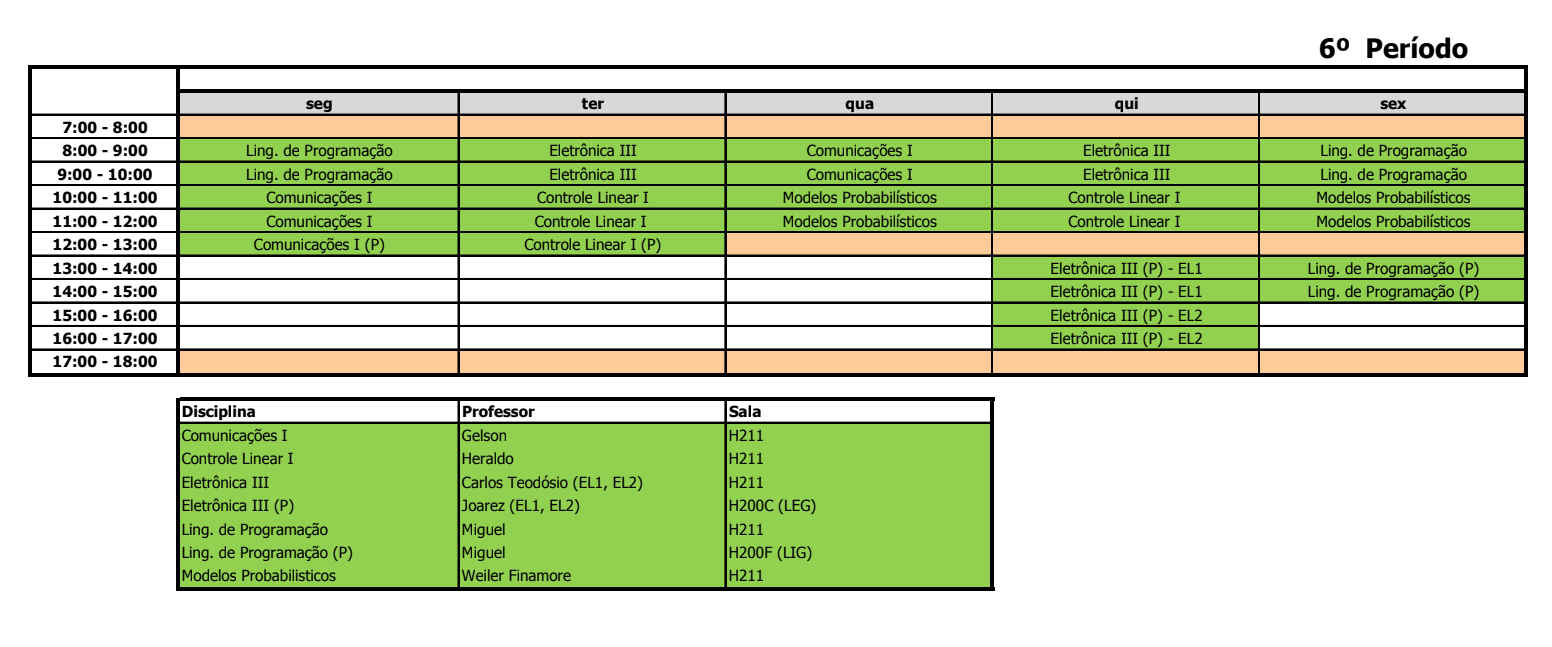 6º Período
seg ter qua qui sex
7:00 - 8:00
8:00 - 9:00 Ling. de Programação Eletrônica III Comunicações I Eletrônica III Ling. de Programação
9:00 - 10:00 Ling. de Programação Eletrônica III Comunicações I Eletrônica III Ling. de Programação
10:00 - 11:00 Comunicações I Controle Linear I Modelos Probabilísticos Controle Linear I Modelos Probabilísticos
11:00 - 12:00 Comunicações I Controle Linear I Modelos Probabilísticos Controle Linear I Modelos Probabilísticos
12:00 - 13:00 Comunicações I (P) Controle Linear I (P)
13:00 - 14:00 Eletrônica III (P) - EL1 Ling. de Programação (P)
14:00 - 15:00 Eletrônica III (P) - EL1 Ling. de Programação (P)
15:00 - 16:00 Eletrônica III (P) - EL2
16:00 - 17:00 Eletrônica III (P) - EL2
17:00 - 18:00
Disciplina Professor Sala
Comunicações I Gelson H211
Controle Linear I Heraldo H211
Eletrônica III Carlos Teodósio (EL1, EL2) H211
Eletrônica III (P) Joarez (EL1, EL2) H200C (LEG)
Ling. de Programação Miguel H211
Ling. de Programação (P) Miguel H200F (LIG)
Modelos Probabilisticos Weiler Finamore H211